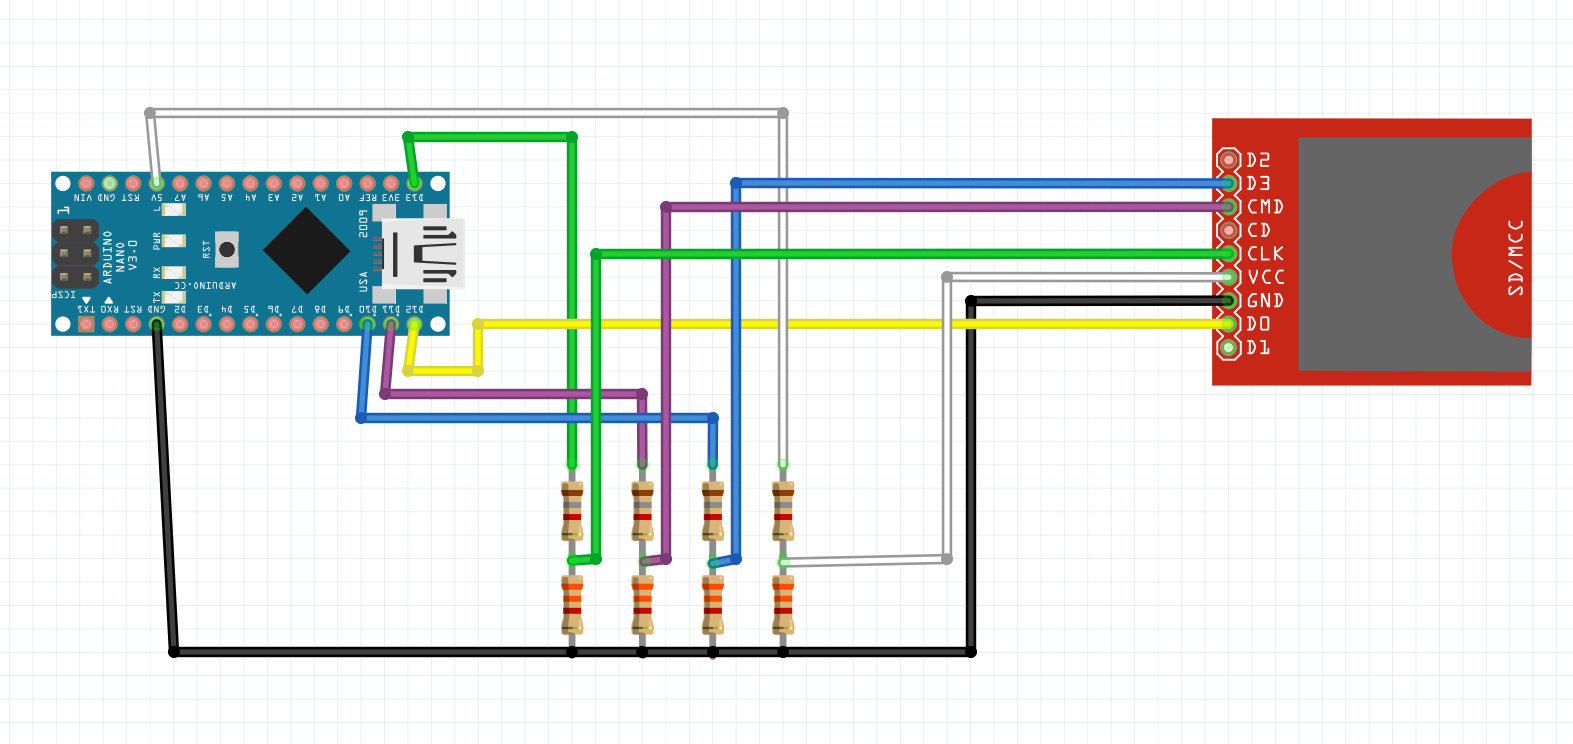 VIN GND RST 5V A7 A6 A5 A4 A3 A2 A1 A0 REF 3V3 D13
1
L
PWR
RX
TX
ARDUINO
NANO
V3.0
RST
ARDUINO.CC
2009
USA
ICSP
TX1 RX0 RST GND D2 D3 D4 D5 D6 D7 D8 D9 D10 D11 D12
D2
D3
CMD
CD
CLK
VCC
GND
D0
D1
SD/MCC